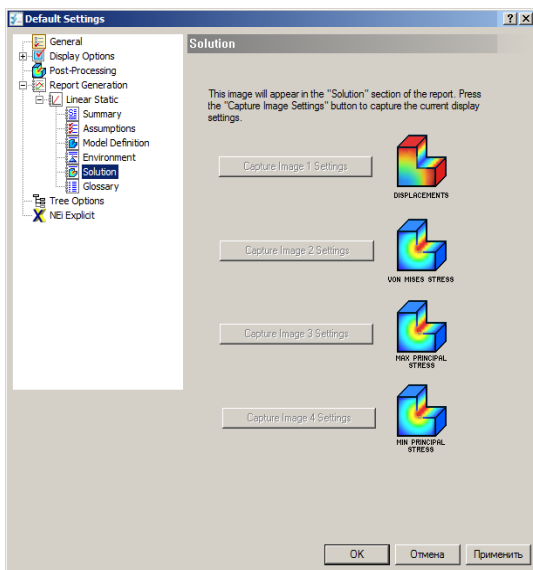 Default Settings
General
Display Options
Post-Processing
Report Generation
Linear Static
Summary
Assumptions
Model Definition
Environment
Solution
Glossary
Tree Options
NEi Explicit
Solution
This image will appear in the "Solution" section of the report. Press
the "Capture Image Settings" button to capture the current display
settings.
Capture Image 1 Settings
DISPLACEMENTS
Capture Image 2 Settings
VON MISES STRESS
Capture Image 3 Settings
MAX PRINCIPAL
STRESS
Capture Image 4 Settings
MIN PRINCIPAL
STRESS
OK
Отмена
Применить